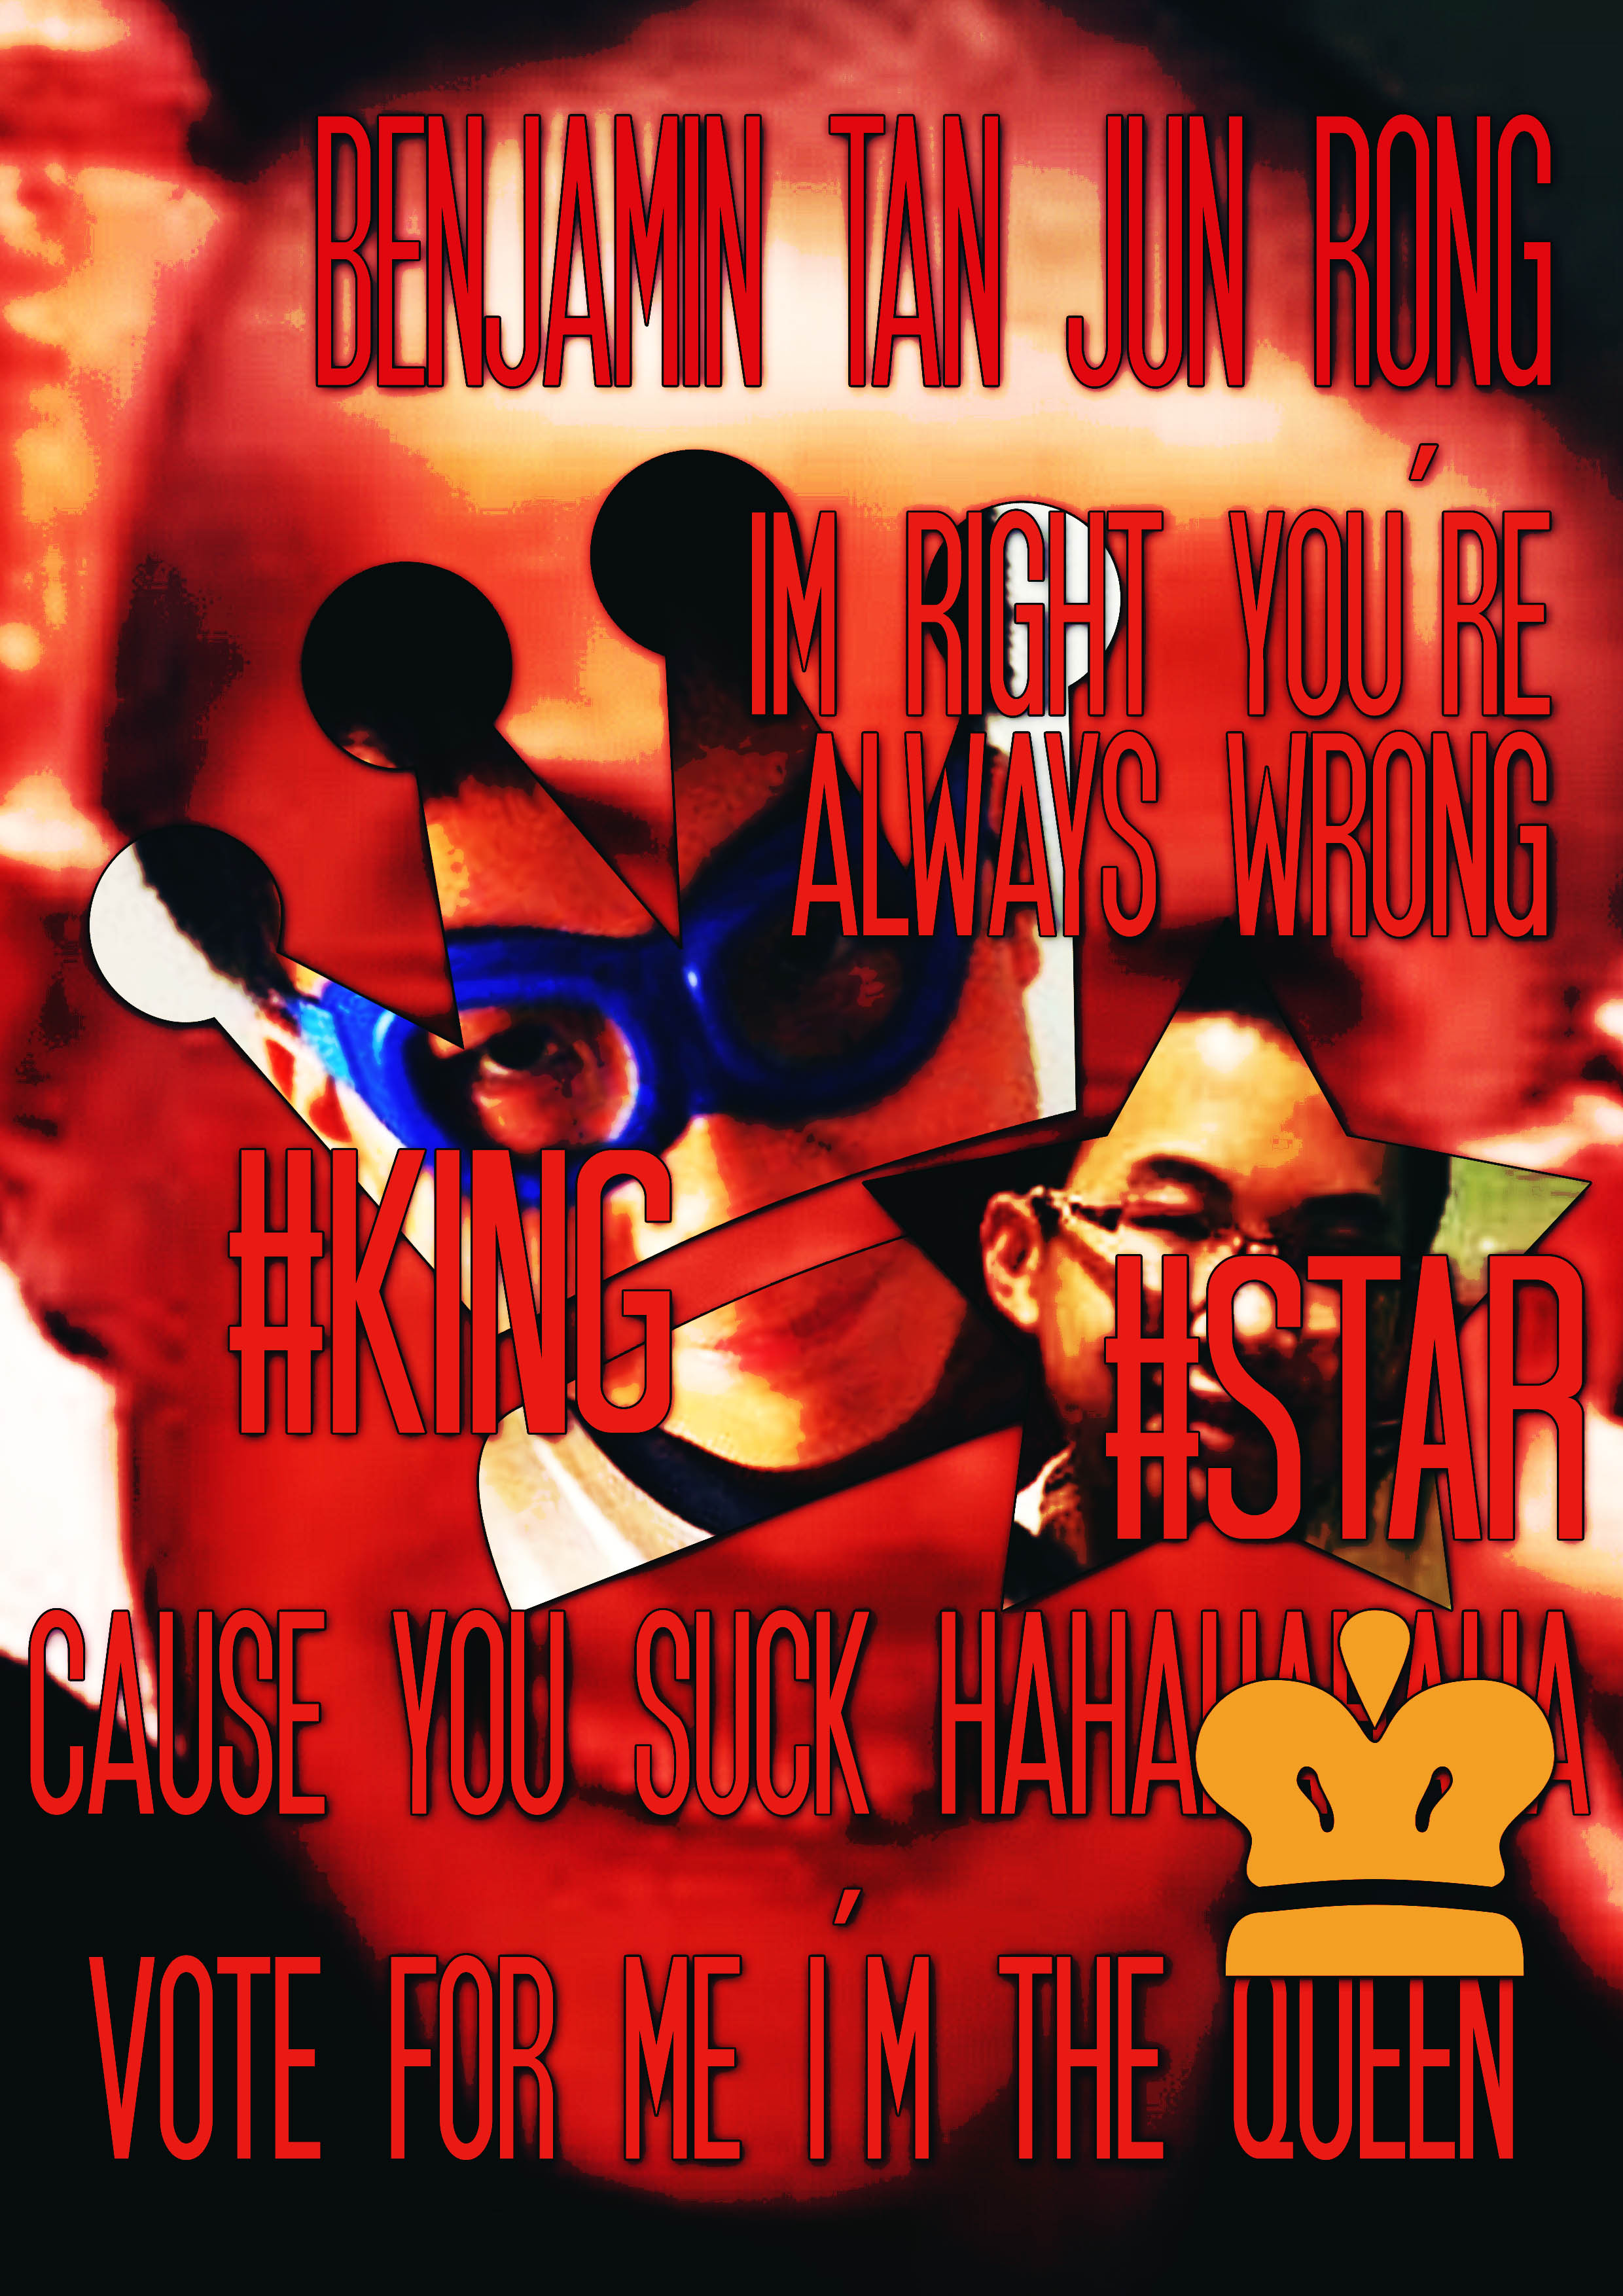 BENJAMIN TAN JUN RONG
IM RIGHT YOU'RE
ALWAYS WRONG
#KING
#STAR
CAUSE YOU SUCK HAHAHAHAHA
VOTE FOR ME I'M THE QUEEN